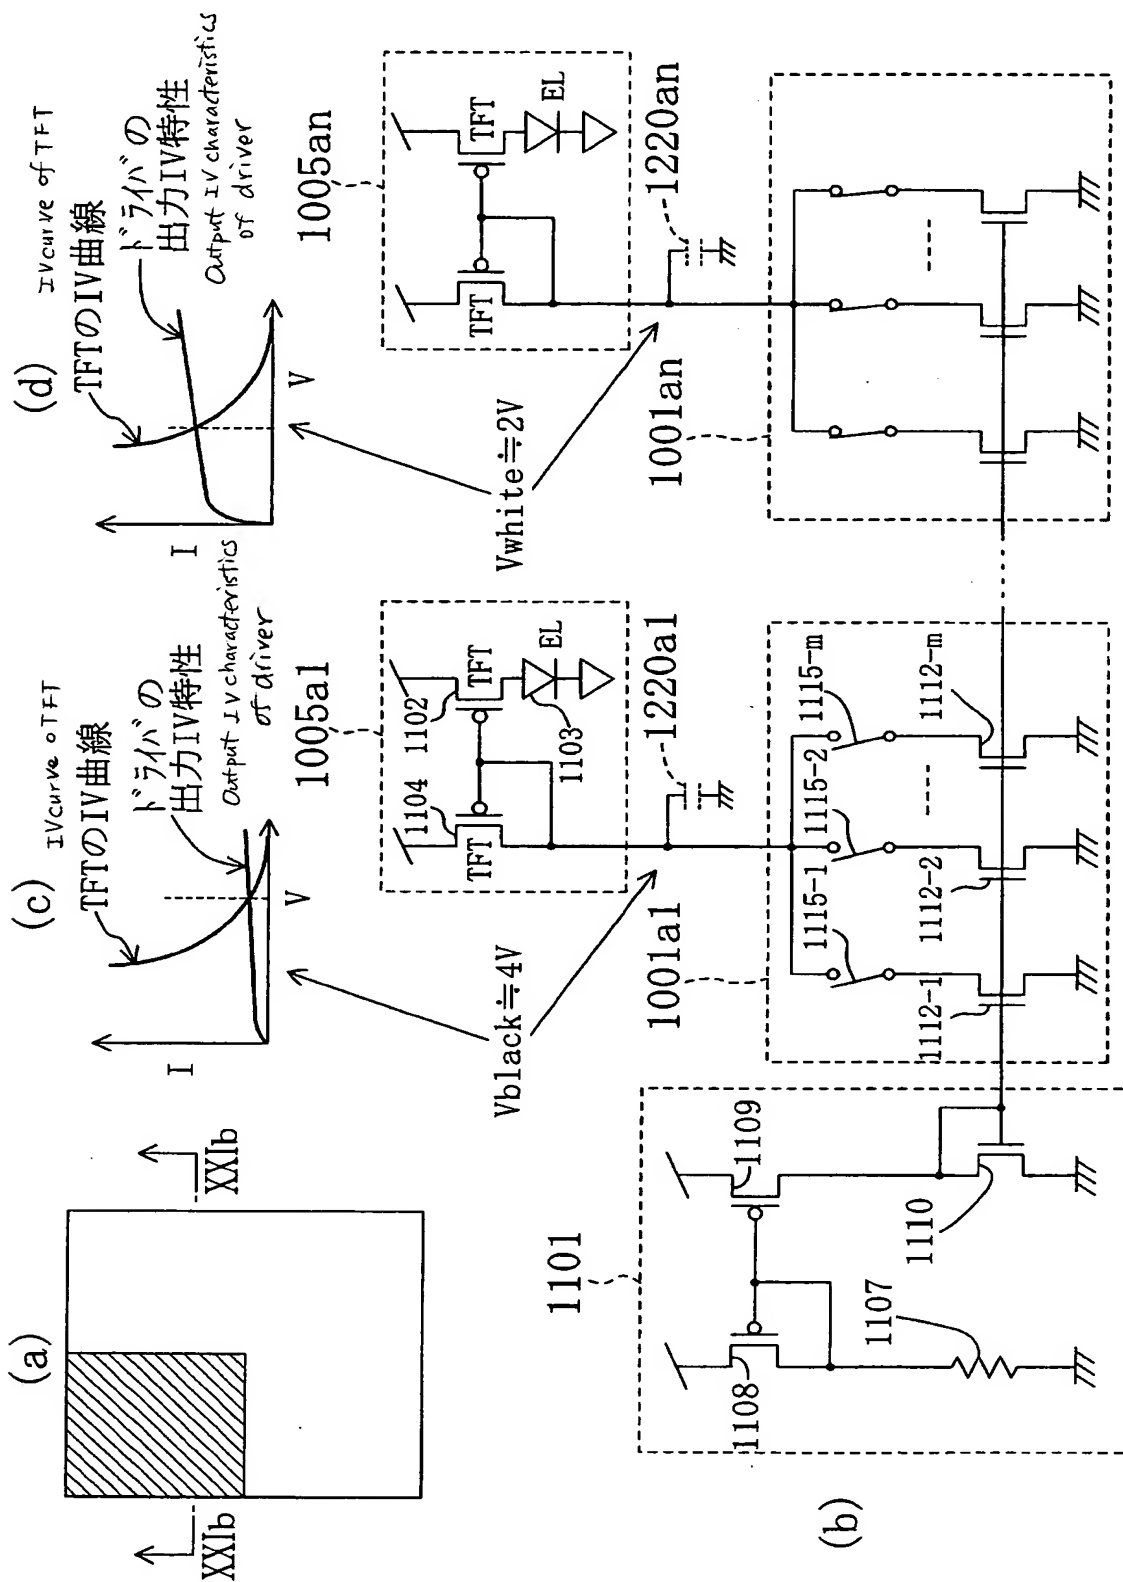 (a)
XXIb
XXIb
(c)
IVcurve oTFT
TFTのIV曲線
ドライバの
出力IV特性
Output IV characteristics
of driver
I
V
(d)
IVcurve of TFT
TFTのIV曲線
ドライバの
出力IV特性
Output IV characteristics
of driver
I
V
Vblack≒4V
Vwhite≒2V
(b)
1101
1108
1109
1107
1110
1005a1
1104
TFT
1102
TFT
EL
1103
1220a1
1001a1
1115-1
1115-2
1115-m
1112-1
1112-2
1112-m
1005an
TFT
TFT
EL
1220an
1001an